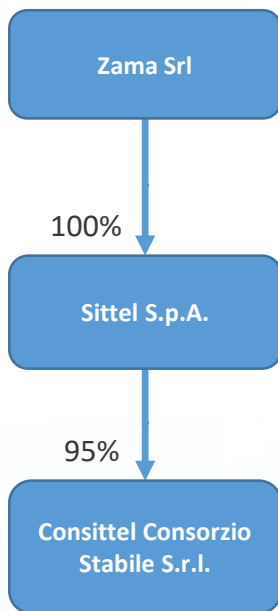 Zama Srl
100%
Sittel S.p.A.
95%
Consittel Consorzio
Stabile S.r.l.